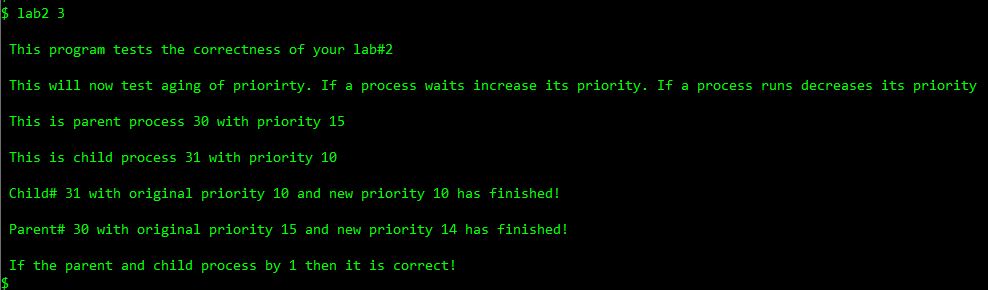 $ lab2 3
This program tests the correctness of your lab#2
This will now test aging of priorirty. If a process waits increase its priority. If a process runs decreases its priority
This is parent process 30 with priority 15
This is child process 31 with priority 10
Child# 31 with original priority 10 and new priority 10 has finished!
Parent# 30 with original priority 15 and new priority 14 has finished!
If the parent and child process by 1 then it is correct!
$